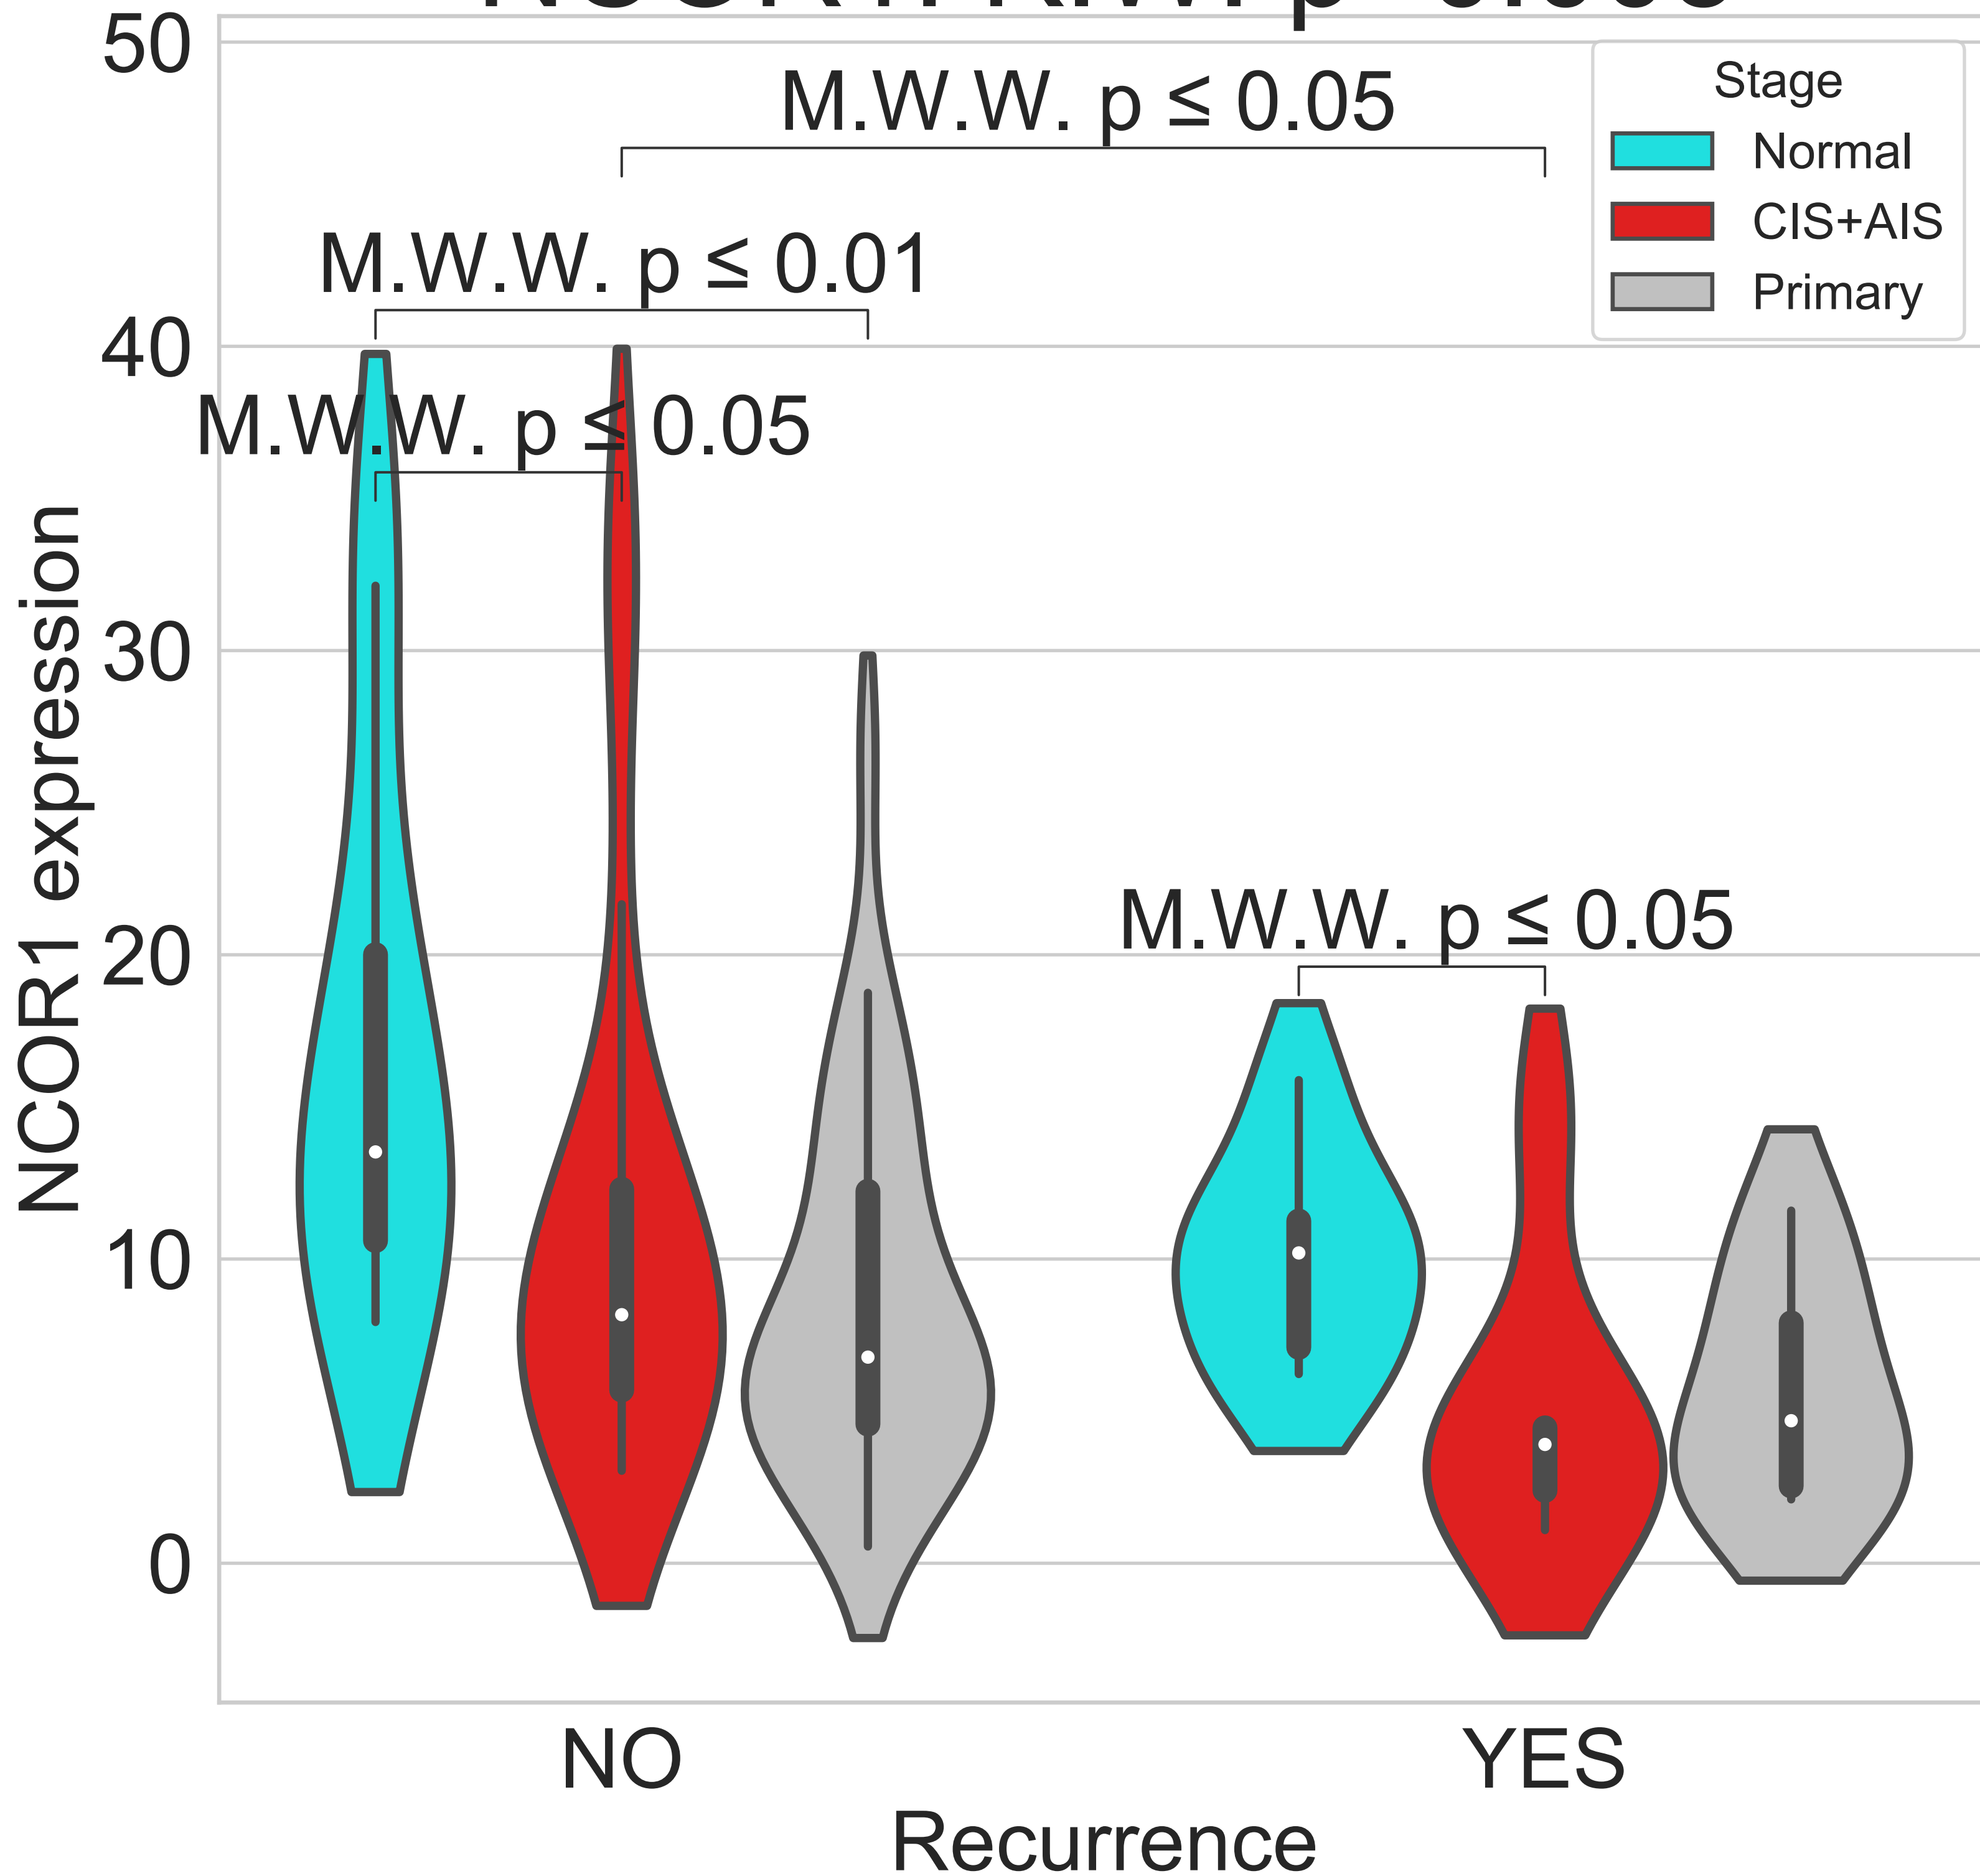 50
M.W.W. p ≤ 0.05
Stage
Normal
CIS+AIS
Primary
M.W.W. p ≤ 0.01
40
M.W.W. p ≤ 0.05
30
M.W.W. p ≤ 0.05
20
10
0
NCOR1 expression
NO
YES
Recurrence